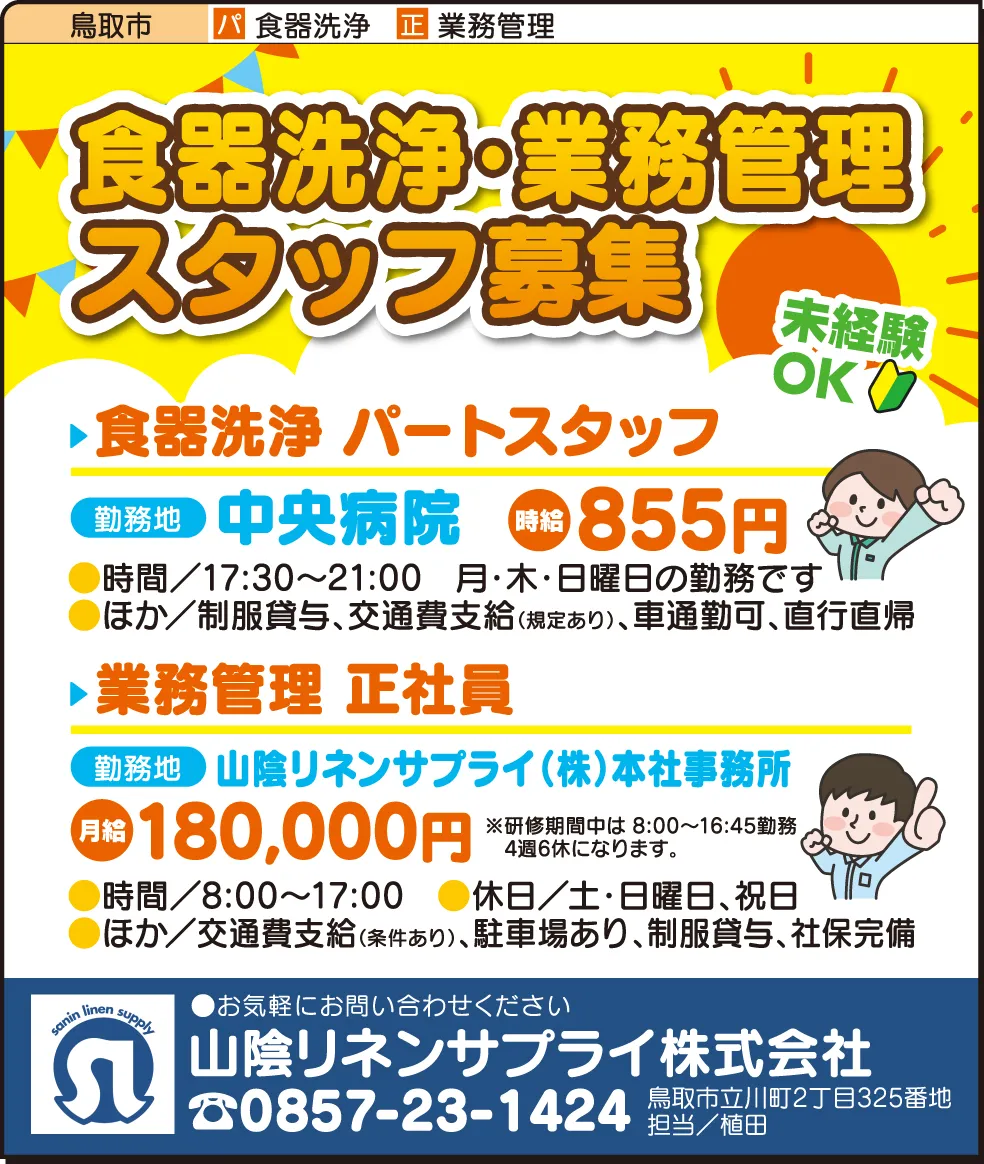 鳥取市 パ 食器洗浄 正 業務管理
食器洗浄・業務管理
スタッフ募集
未経験
OK
食器洗浄 パートスタッフ
勤務地 中央病院 時給 855円
●時間／17:30〜21:00 月・木・日曜日の勤務です
●ほか／制服貸与、交通費支給(規定あり)、車通勤可、直行直帰
業務管理 正社員
勤務地 山陰リネンサプライ(株)本社事務所
月給 180,000円
※研修期間中は 8:00〜16:45勤務
4週6休になります。
●時間／8:00〜17:00 ●休日／土・日曜日、祝日
●ほか／交通費支給(条件あり)、駐車場あり、制服貸与、社保完備
sanin linen supply
●お気軽にお問い合わせください
山陰リネンサプライ株式会社
☎0857-23-1424
鳥取市立川町2丁目325番地
担当／植田